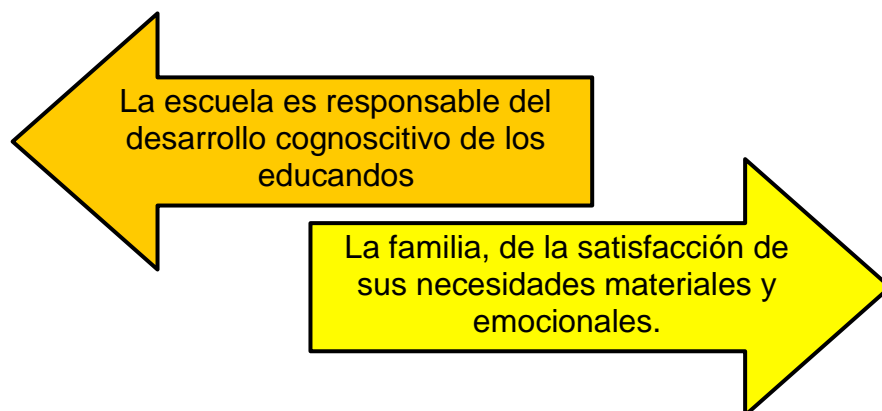 La escuela es responsable del
desarrollo cognoscitivo de los
educandos
La familia, de la satisfacción de
sus necesidades materiales y
emocionales.